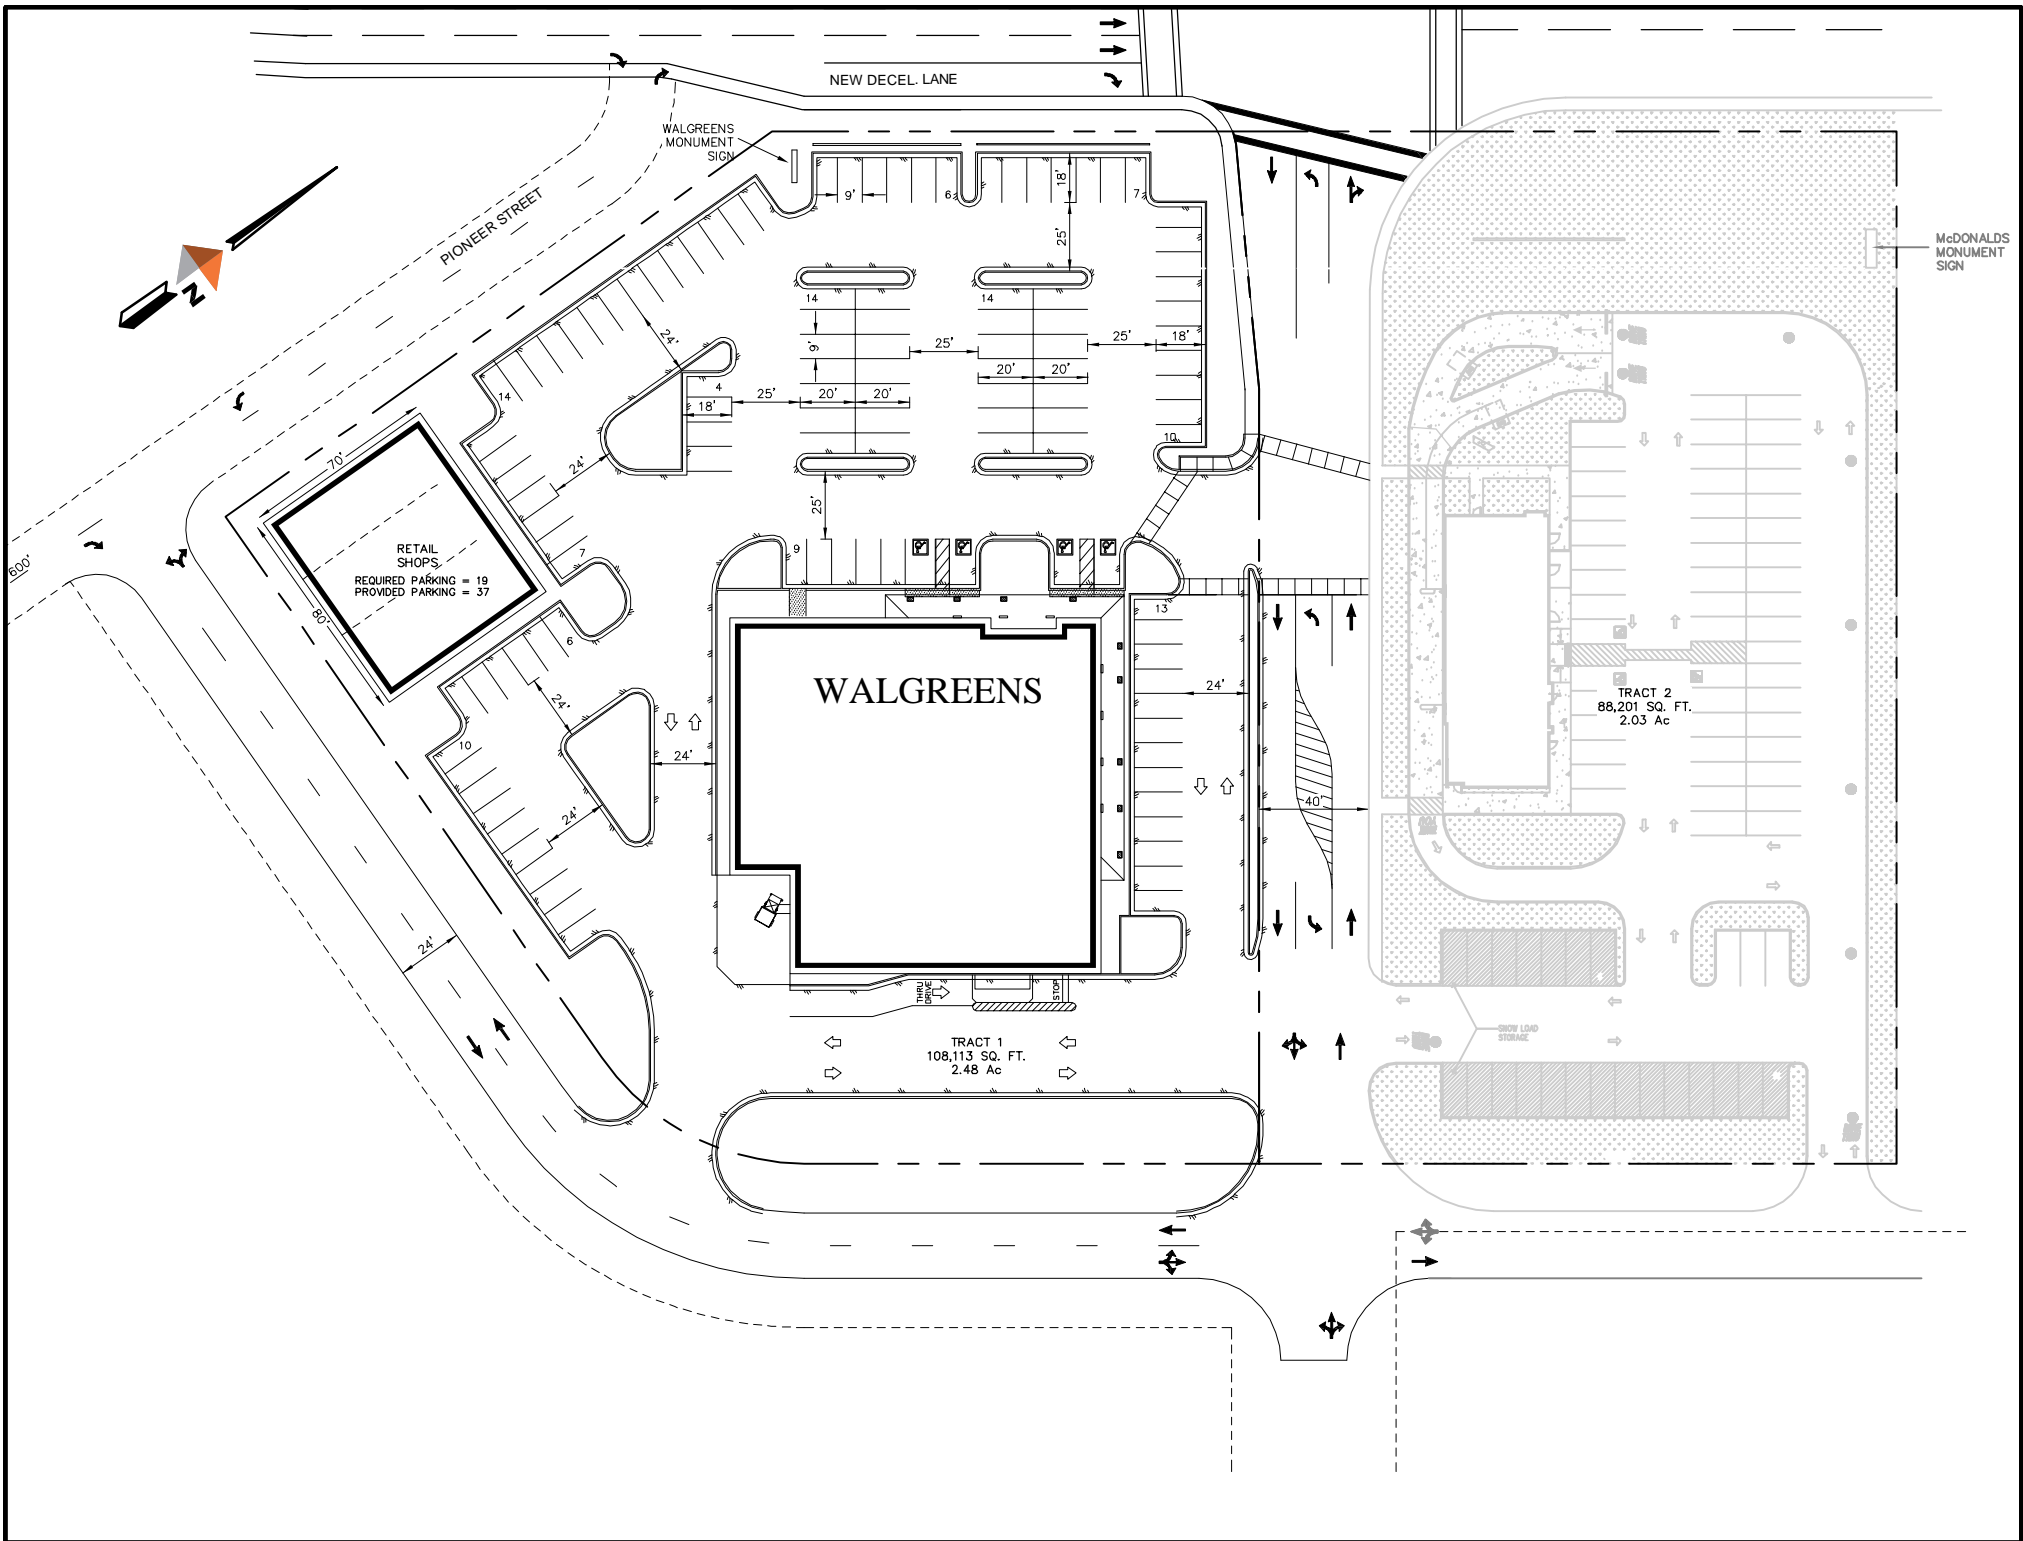 NEW DECEL. LANE
WALGREENS
MONUMENT
SIGN
PIONEER STREET
McDONALDS
MONUMENT
SIGN
N
9'
6
18'
7
25'
14
14
24'
9'
25'
25'
18'
20'
20'
4
18'
25'
20'
20'
14
10
70'
24'
25'
RETAIL
SHOPS
REQUIRED PARKING = 19
PROVIDED PARKING = 37
7
9
600'
80'
6
13
WALGREENS
24'
24'
TRACT 2
88,201 SQ. FT.
2.03 Ac
10
24'
24'
40'
24'
THRU
DRIVE
STOP
SNOW LOAD
STORAGE
TRACT 1
108,113 SQ. FT.
2.48 Ac